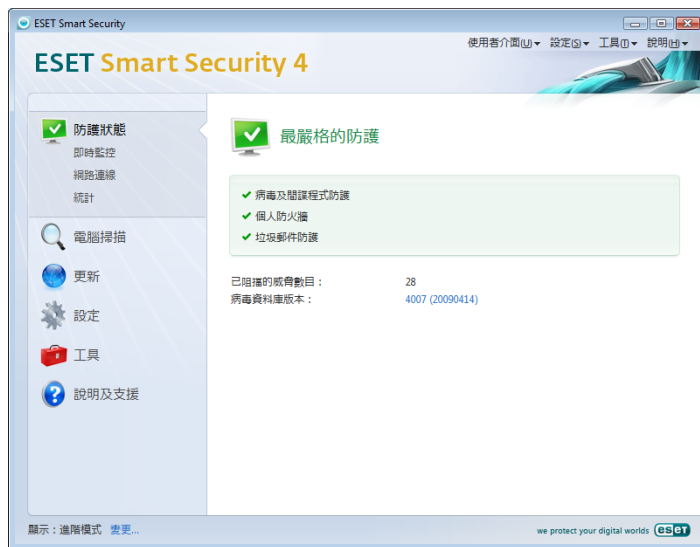 ESET Smart Security
使用者介面(U) 設定(S) 工具(T) 說明(H)
ESET Smart Security 4
防護狀態
即時監控
網路連線
統計
電腦掃描
更新
設定
工具
說明及支援
最嚴格的防護
病毒及間諜程式防護
個人防火牆
垃圾郵件防護
已阻擋的威脅數目: 28
病毒資料庫版本: 4007 (20090414)
顯示:進階模式 變更...
we protect your digital worlds eset